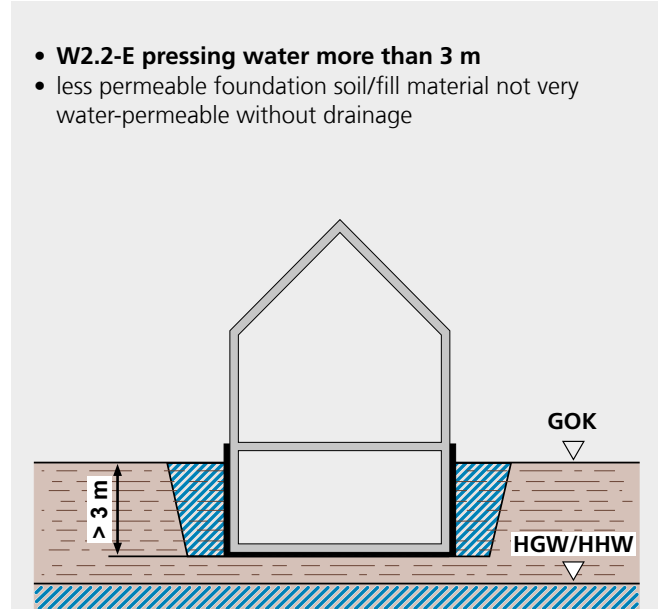 • W2.2-E pressing water more than 3 m
• less permeable foundation soil/fill material not very
water-permeable without drainage
GOK
> 3 m
HGW/HHW